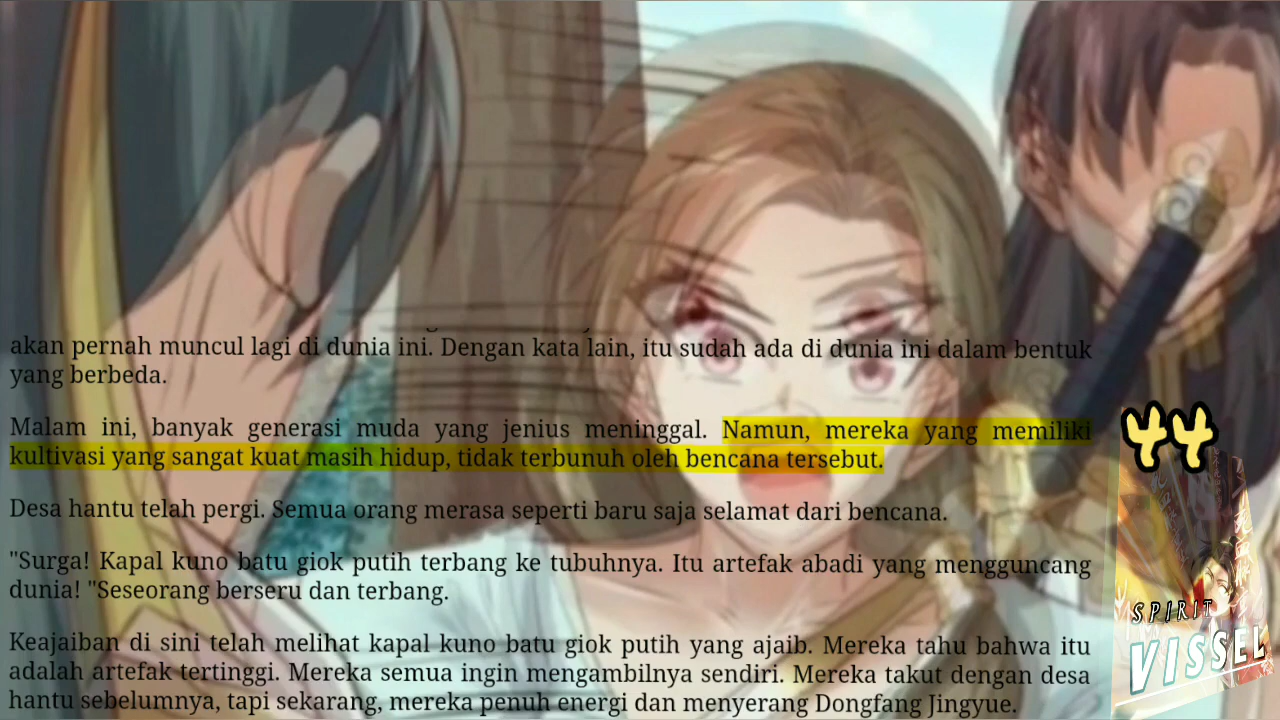 akan pernah muncul lagi di dunia ini. Dengan kata lain, itu sudah ada di dunia ini dalam bentuk
yang berbeda.
Malam ini, banyak generasi muda yang jenius meninggal. Namun, mereka yang memiliki
kultivasi yang sangat kuat masih hidup, tidak terbunuh oleh bencana tersebut.
Desa hantu telah pergi. Semua orang merasa seperti baru saja selamat dari bencana.
"Surga! Kapal kuno batu giok putih terbang ke tubuhnya. Itu artefak abadi yang mengguncang
dunia! "Seseorang berseru dan terbang.
Keajaiban di sini telah melihat kapal kuno batu giok putih yang ajaib. Mereka tahu bahwa itu
adalah artefak tertinggi. Mereka semua ingin mengambilnya sendiri. Mereka takut dengan desa
hantu sebelumnya, tapi sekarang, mereka penuh energi dan menyerang Dongfang Jingyue.
44
SPIRIT
VISSEL